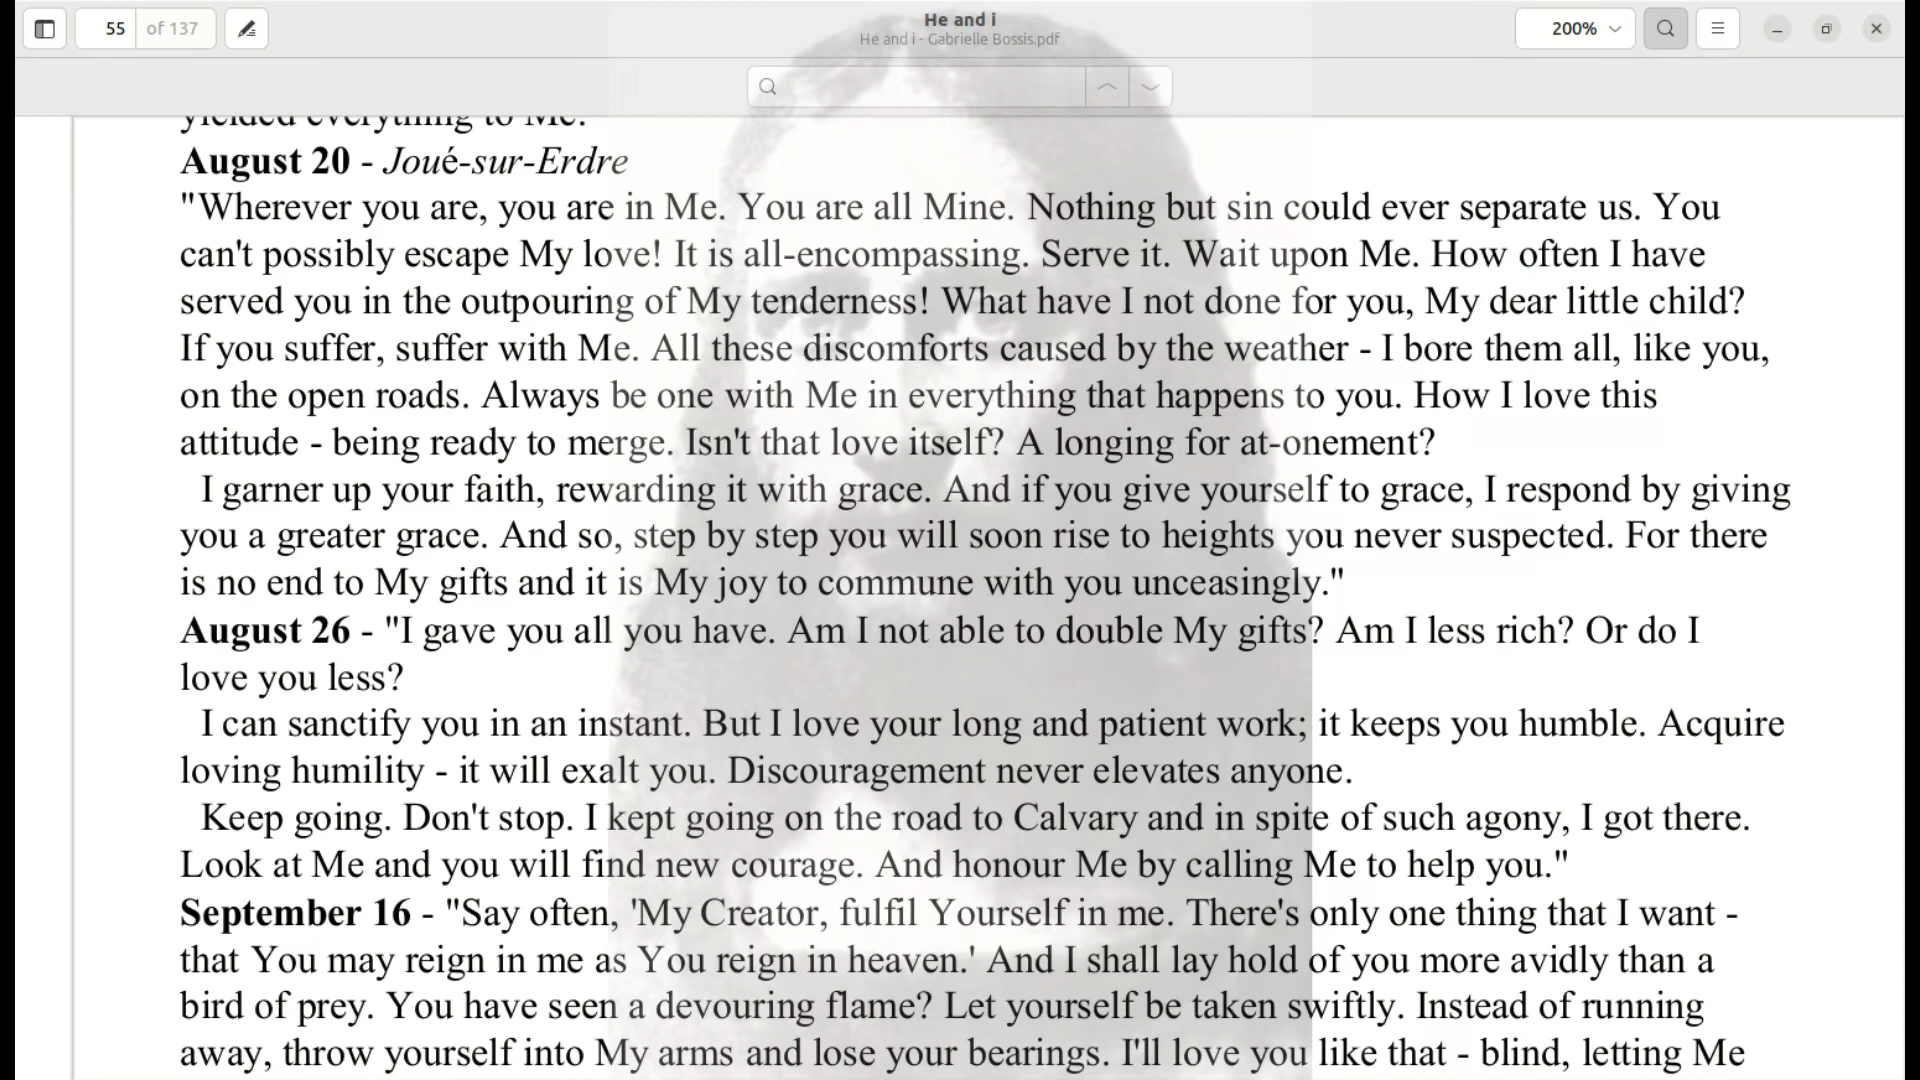 55 of 137
He and i
He and i - Gabrielle Bossis.pdf
200%
yielded everything to Me.
August 20 - Joué-sur-Erdre
"Wherever you are, you are in Me. You are all Mine. Nothing but sin could ever separate us. You
can't possibly escape My love! It is all-encompassing. Serve it. Wait upon Me. How often I have
served you in the outpouring of My tenderness! What have I not done for you, My dear little child?
If you suffer, suffer with Me. All these discomforts caused by the weather - I bore them all, like you,
on the open roads. Always be one with Me in everything that happens to you. How I love this
attitude - being ready to merge. Isn't that love itself? A longing for at-onement?
I garner up your faith, rewarding it with grace. And if you give yourself to grace, I respond by giving
you a greater grace. And so, step by step you will soon rise to heights you never suspected. For there
is no end to My gifts and it is My joy to commune with you unceasingly."
August 26 - "I gave you all you have. Am I not able to double My gifts? Am I less rich? Or do I
love you less?
I can sanctify you in an instant. But I love your long and patient work; it keeps you humble. Acquire
loving humility - it will exalt you. Discouragement never elevates anyone.
Keep going. Don't stop. I kept going on the road to Calvary and in spite of such agony, I got there.
Look at Me and you will find new courage. And honour Me by calling Me to help you."
September 16 - "Say often, 'My Creator, fulfil Yourself in me. There's only one thing that I want -
that You may reign in me as You reign in heaven.' And I shall lay hold of you more avidly than a
bird of prey. You have seen a devouring flame? Let yourself be taken swiftly. Instead of running
away, throw yourself into My arms and lose your bearings. I'll love you like that - blind, letting Me